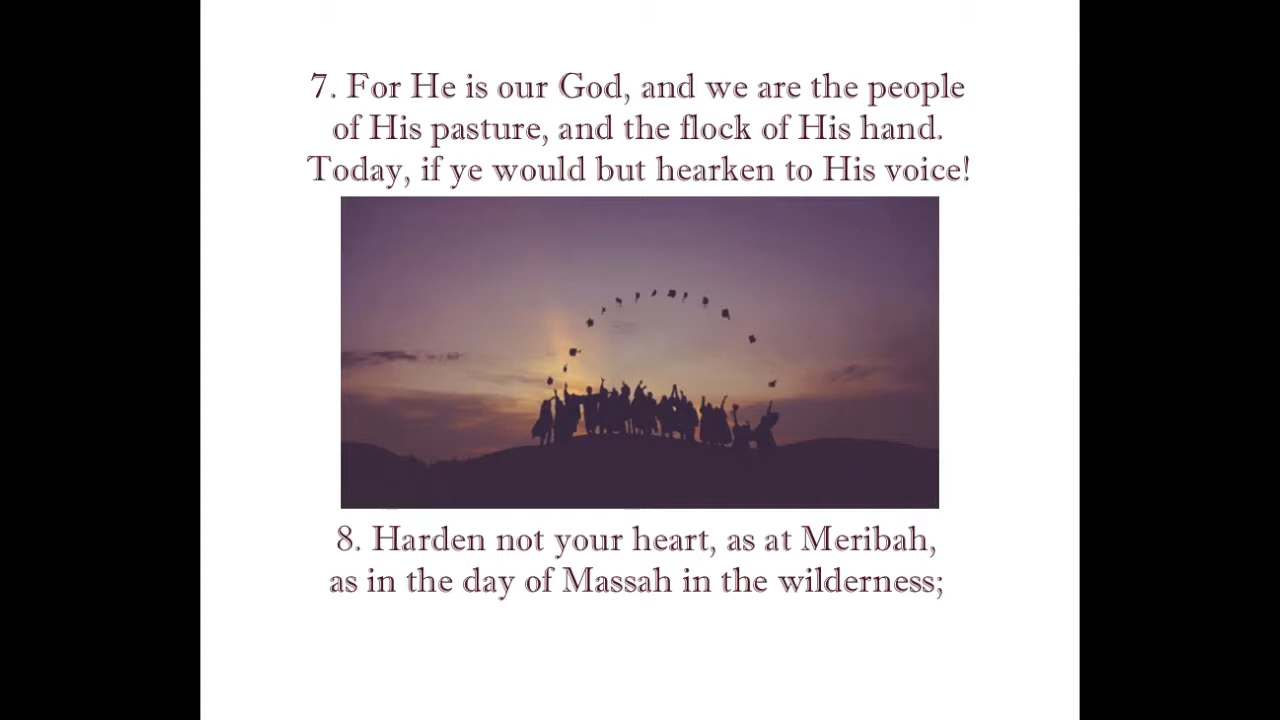 7. For He is our God, and we are the people
of His pasture, and the flock of His hand.
Today, if ye would but hearken to His voice!
8. Harden not your heart, as at Meribah,
as in the day of Massah in the wilderness;